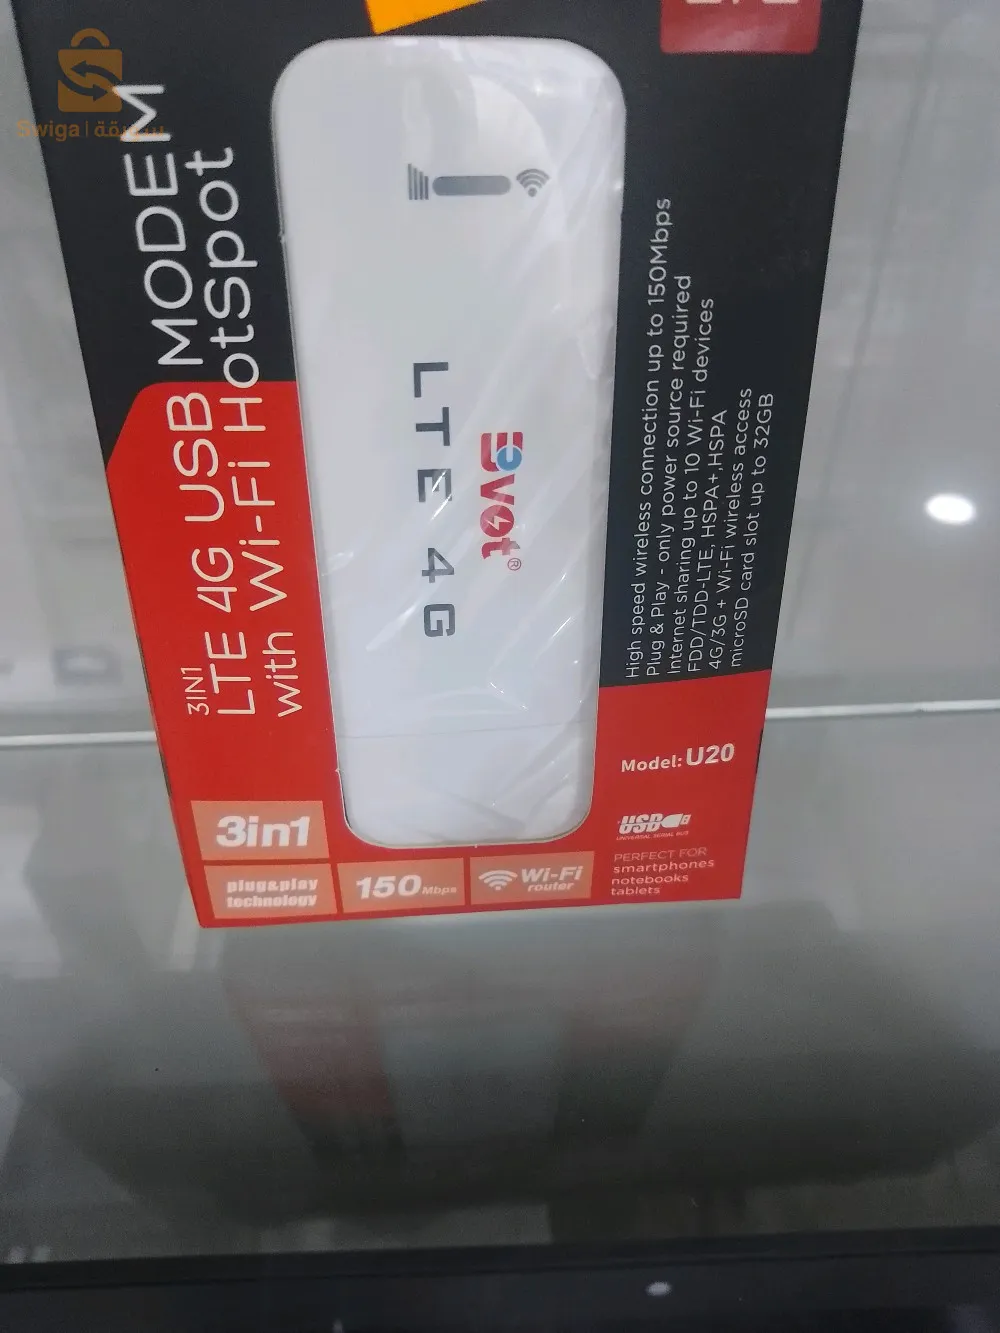 Swiga | سويقة
3IN1
LTE 4G USB MODEM
with Wi-Fi HotSpot
LTE 4G
evot®
High speed wireless connection up to 150Mbps
Plug & Play - only power source required
Internet sharing up to 10 Wi-Fi devices
FDD/TDD-LTE, HSPA+,HSPA
4G/3G + Wi-Fi wireless access
microSD card slot up to 32GB
Model: U20
3in1
plug&play
technology
150Mbps
Wi-Fi
router
USB
UNIVERSAL SERIAL BUS
PERFECT FOR
smartphones
notebooks
tablets